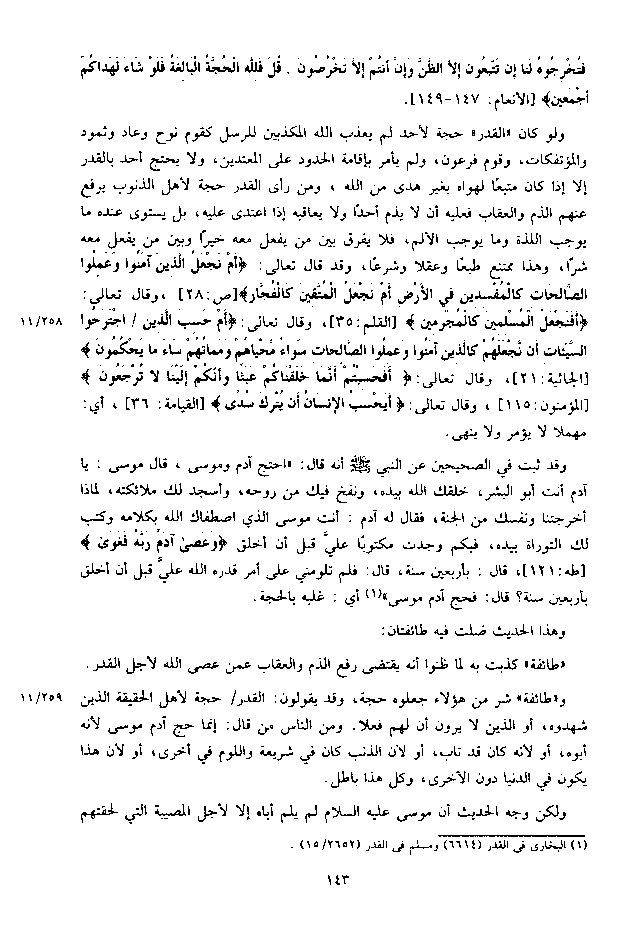 فَتُخْرِجُوهُ لَنَا إِن تَتَّبِعُونَ إِلاَّ الظَّنَّ وَإِنْ أَنتُمْ إِلاَّ تَخْرُصُونَ . قُلْ فَلِلَّهِ الْحُجَّةُ الْبَالِغَةُ فَلَوْ شَاءَ لَهَدَاكُمْ
أَجْمَعِينَ﴾ [الأنعام: ١٤٧-١٤٩].
ولو كان «القدر» حجة لأحد لم يعذب الله المكذبين للرسل كقوم نوح وعاد وثمود
والمؤتفكات، وقوم فرعون، ولم يأمر بإقامة الحدود على المعتدين، ولا يحتج أحد بالقدر
إلا إذا كان متبعًا لهواه بغير هدى من الله ، ومن رأى القدر حجة لأهل الذنوب يرفع
عنهم الذم والعقاب فعليه أن لا يذم أحدًا ولا يعاقبه إذا اعتدى عليه، بل يستوى عنده ما
يوجب اللذة وما يوجب الألم، فلا يفرق بين من يفعل معه خيرًا وبين من يفعل معه
شرًا، وهذا ممتنع طبعًا وعقلا وشرعًا، وقد قال تعالى: ﴿أَمْ نَجْعَلُ الَّذِينَ آمَنُوا وَعَمِلُوا
الصَّالِحَاتِ كَالْمُفْسِدِينَ فِي الأَرْضِ أَمْ نَجْعَلُ الْمُتَّقِينَ كَالْفُجَّارِ﴾[ص:٢٨] ،وقال تعالى:
﴿أَفَنَجْعَلُ الْمُسْلِمِينَ كَالْمُجْرِمِينَ ﴾ [القلم:٣٥]، وقال تعالى: ﴿أَمْ حَسِبَ الَّذِينَ / اجْتَرَحُوا ١١/٢٥٨
السَّيِّئَاتِ أَن نَّجْعَلَهُمْ كَالَّذِينَ آمَنُوا وَعَمِلُوا الصَّالِحَاتِ سَوَاءً مَّحْيَاهُمْ وَمَمَاتُهُمْ سَاءَ مَا يَحْكُمُونَ ﴾
[الجاثية:٢١]، وقال تعالى:﴿ أَفَحَسِبْتُمْ أَنَّمَا خَلَقْنَاكُمْ عَبَثًا وَأَنَّكُمْ إِلَيْنَا لا تُرْجَعُونَ ﴾
[المؤمنون:١١٥] ، وقال تعالى:﴿ أَيَحْسَبُ الإِنسَانُ أَن يُتْرَكَ سُدًى ﴾ [القيامة: ٣٦] ، أي:
مهملا لا يؤمر ولا ينهى.
وقد ثبت في الصحيحين عن النبي ﷺ أنه قال: «احتج آدم وموسى ، قال موسى : يا
آدم أنت أبو البشر، خلقك الله بيده، ونفخ فيك من روحه، وأسجد لك ملائكته، لماذا
أخرجتنا ونفسك من الجنة، فقال له آدم : أنت موسى الذي اصطفاك الله بكلامه وكتب
لك التوراة بيده، فبكم وجدت مكتوبًا عليَّ قبل أن أخلق ﴿وَعَصَىٰ آدَمُ رَبَّهُ فَغَوَىٰ ﴾
[طه:١٢١]، قال : بأربعين سنة، قال: فلم تلومني على أمر قدره الله عليَّ قبل أن أخلق
بأربعين سنة؟ قال: فحج آدم موسى»(١) أي : غلبه بالحجة.
وهذا الحديث ضلت فيه طائفتان:
«طائفة» كذبت به لما ظنوا أنه يقتضى رفع الذم والعقاب عمن عصى الله لأجل القدر.
و«طائفة» شر من هؤلاء جعلوه حجة، وقد يقولون: القدر/ حجة لأهل الحقيقة الذين ١١/٢٥٩
شهدوه، أو الذين لا يرون أن لهم فعلا. ومن الناس من قال: إنما حج آدم موسى لأنه
أبوه، أو لأنه كان قد تاب، أو لأن الذنب كان في شريعة واللوم في أخرى، أو لأن هذا
يكون في الدنيا دون الأخرى، وكل هذا باطل.
ولكن وجه الحديث أن موسى عليه السلام لم يلم أباه إلا لأجل المصيبة التي لحقتهم
(١) البخارى فى القدر (٦٦١٤) ومسلم فى القدر (١٥/٢٦٥٢) .
١٤٣